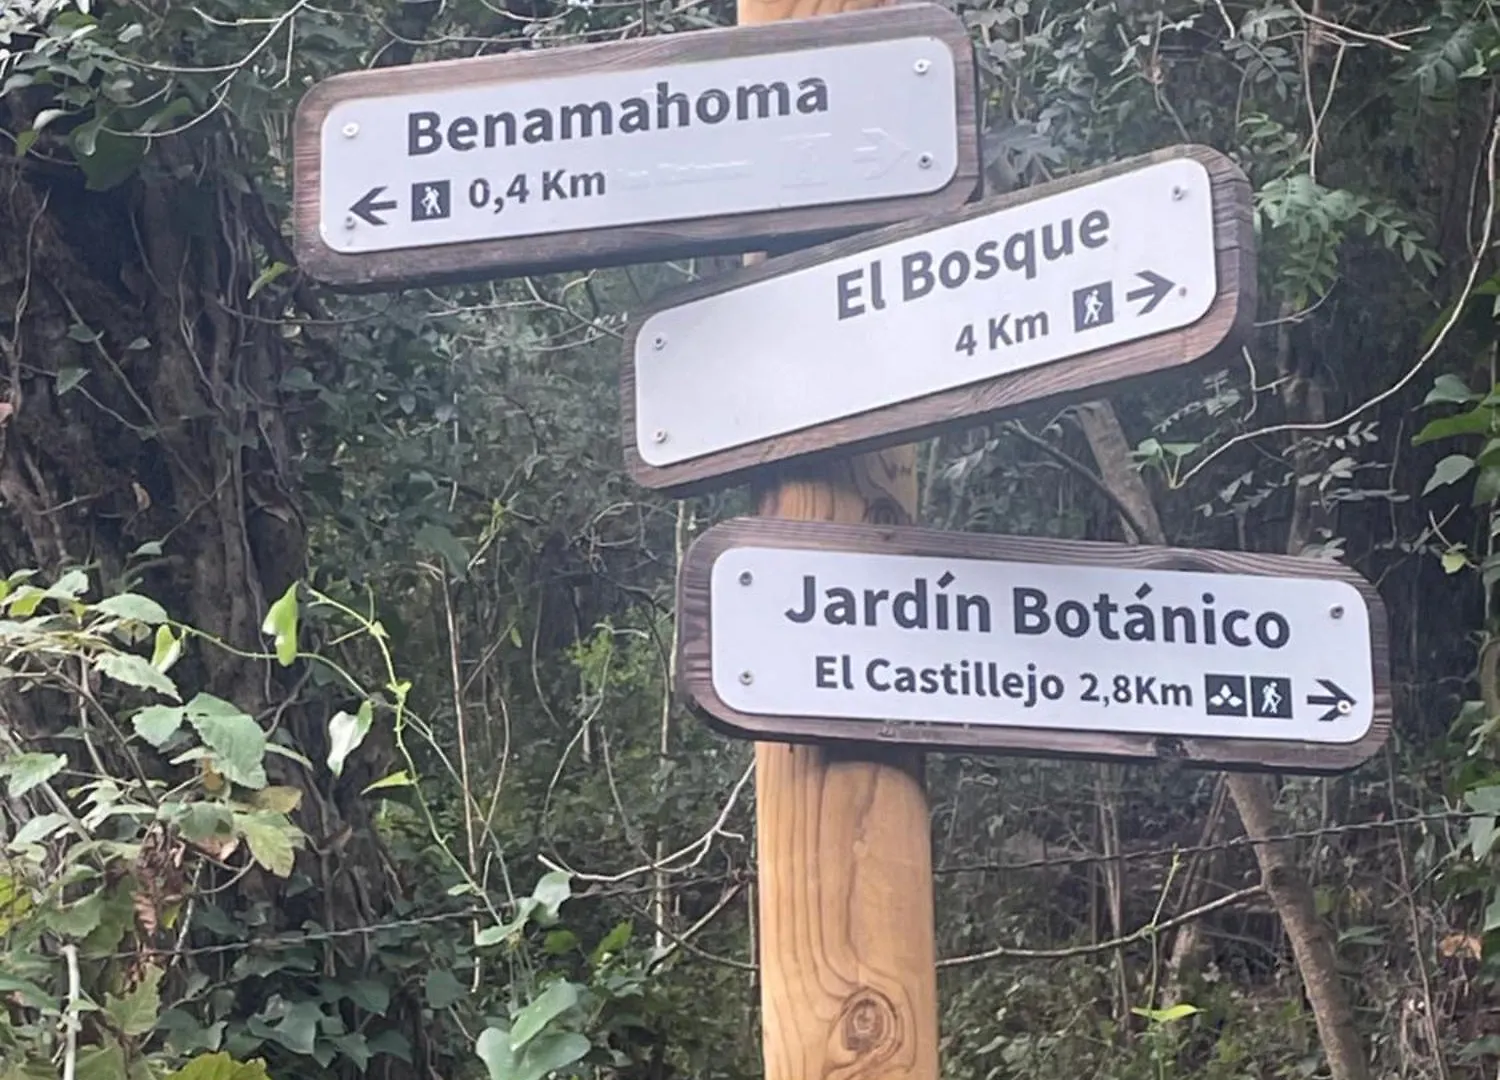 Benamahoma
0,4 Km
El Bosque
4 Km
Jardín Botánico
El Castillejo 2,8Km